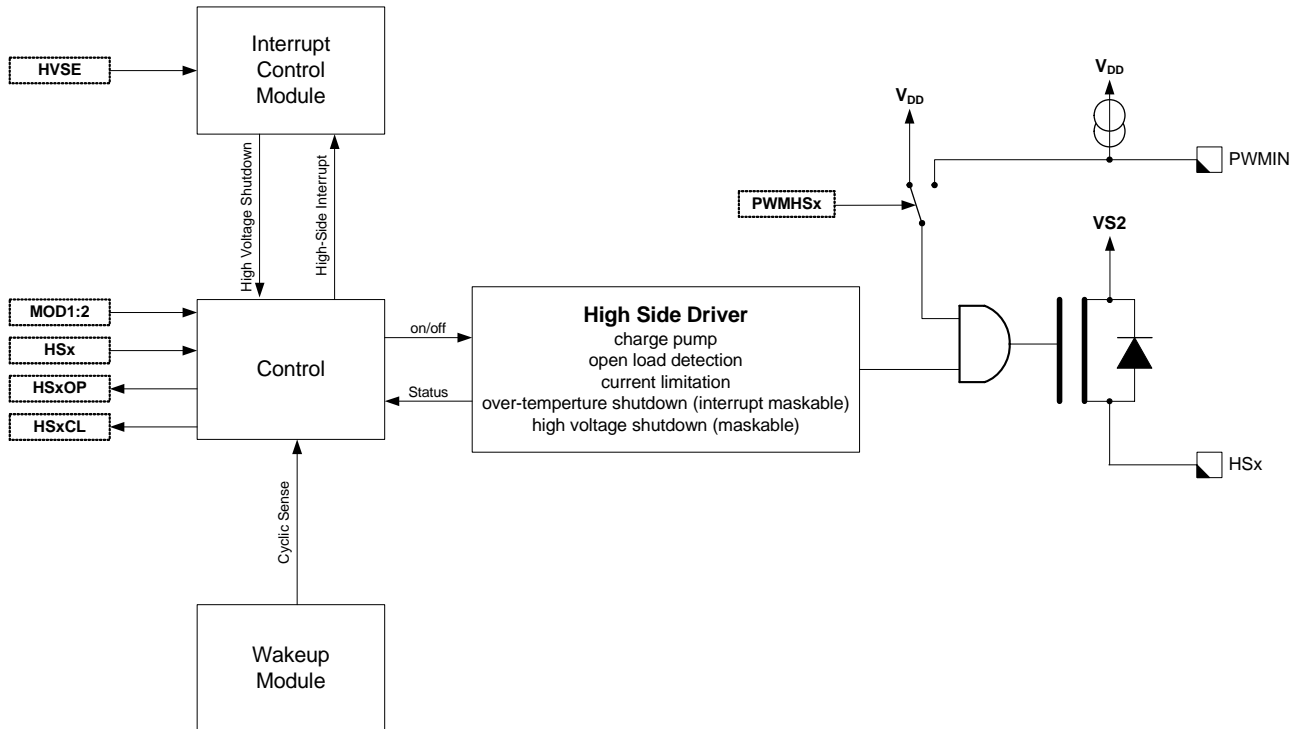 Interrupt
Control
Module
HVSE
High Voltage Shutdown
High-Side Interrupt
VDD
VDD
PWMIN
PWMHSx
VS2
MOD1:2
HSx
HSxOP
HSxCL
Control
on/off
Status
High Side Driver
charge pump
open load detection
current limitation
over-temperture shutdown (interrupt maskable)
high voltage shutdown (maskable)
HSx
Cyclic Sense
Wakeup
Module